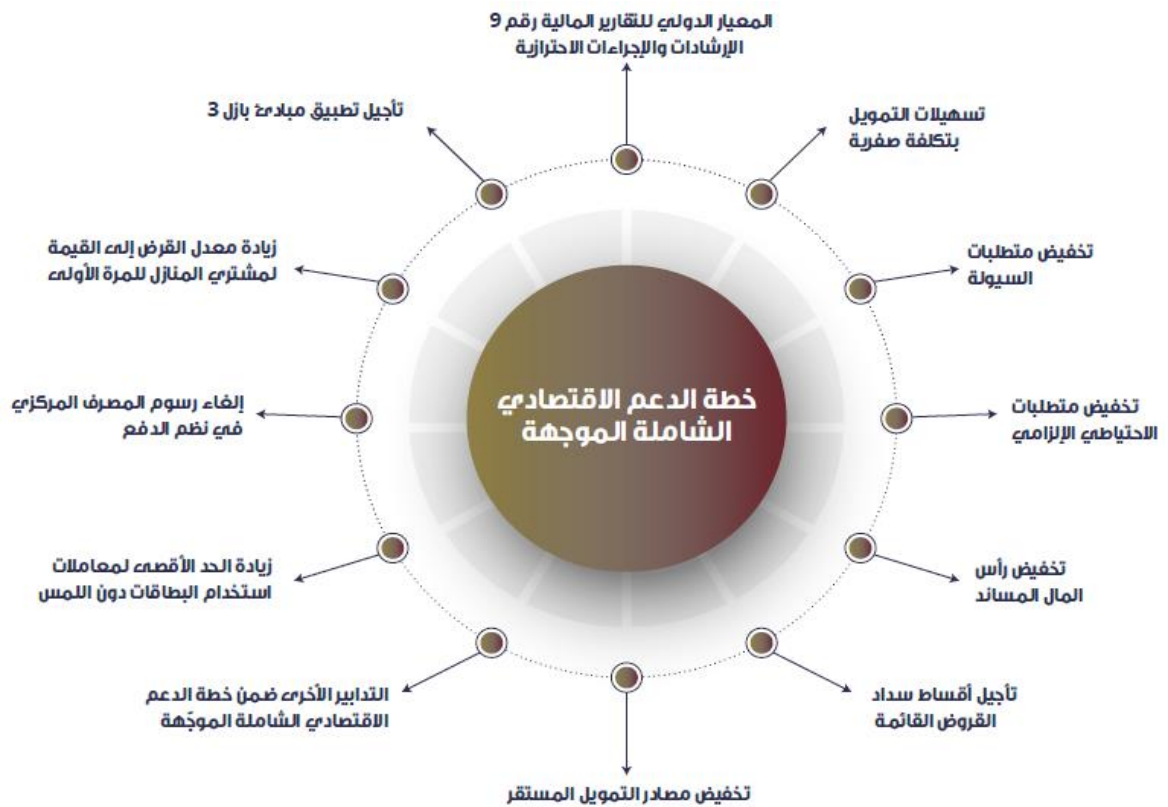 المعيار الدولي للتقارير المالية رقم 9
الإرشادات والإجراءات الاحترازية
تسهيلات التمويل
بتكلفة صفرية
تخفيض متطلبات
السيولة
تخفيض متطلبات
الاحتياطي الإلزامي
تخفيض رأس
المال المساند
تأجيل أقساط سداد
القروض القائمة
تخفيض مصادر التمويل المستقر
التدابير الأخرى ضمن خطة الدعم
الاقتصادي الشاملة الموجّهة
زيادة الحد الأقصى لمعاملات
استخدام البطاقات دون اللمس
إلغاء رسوم المصرف المركزي
في نظم الدفع
زيادة معدل القرض إلى القيمة
لمشتري المنازل للمرة الأولى
تأجيل تطبيق مبادئ بازل 3
خطة الدعم الاقتصادي
الشاملة الموجهة